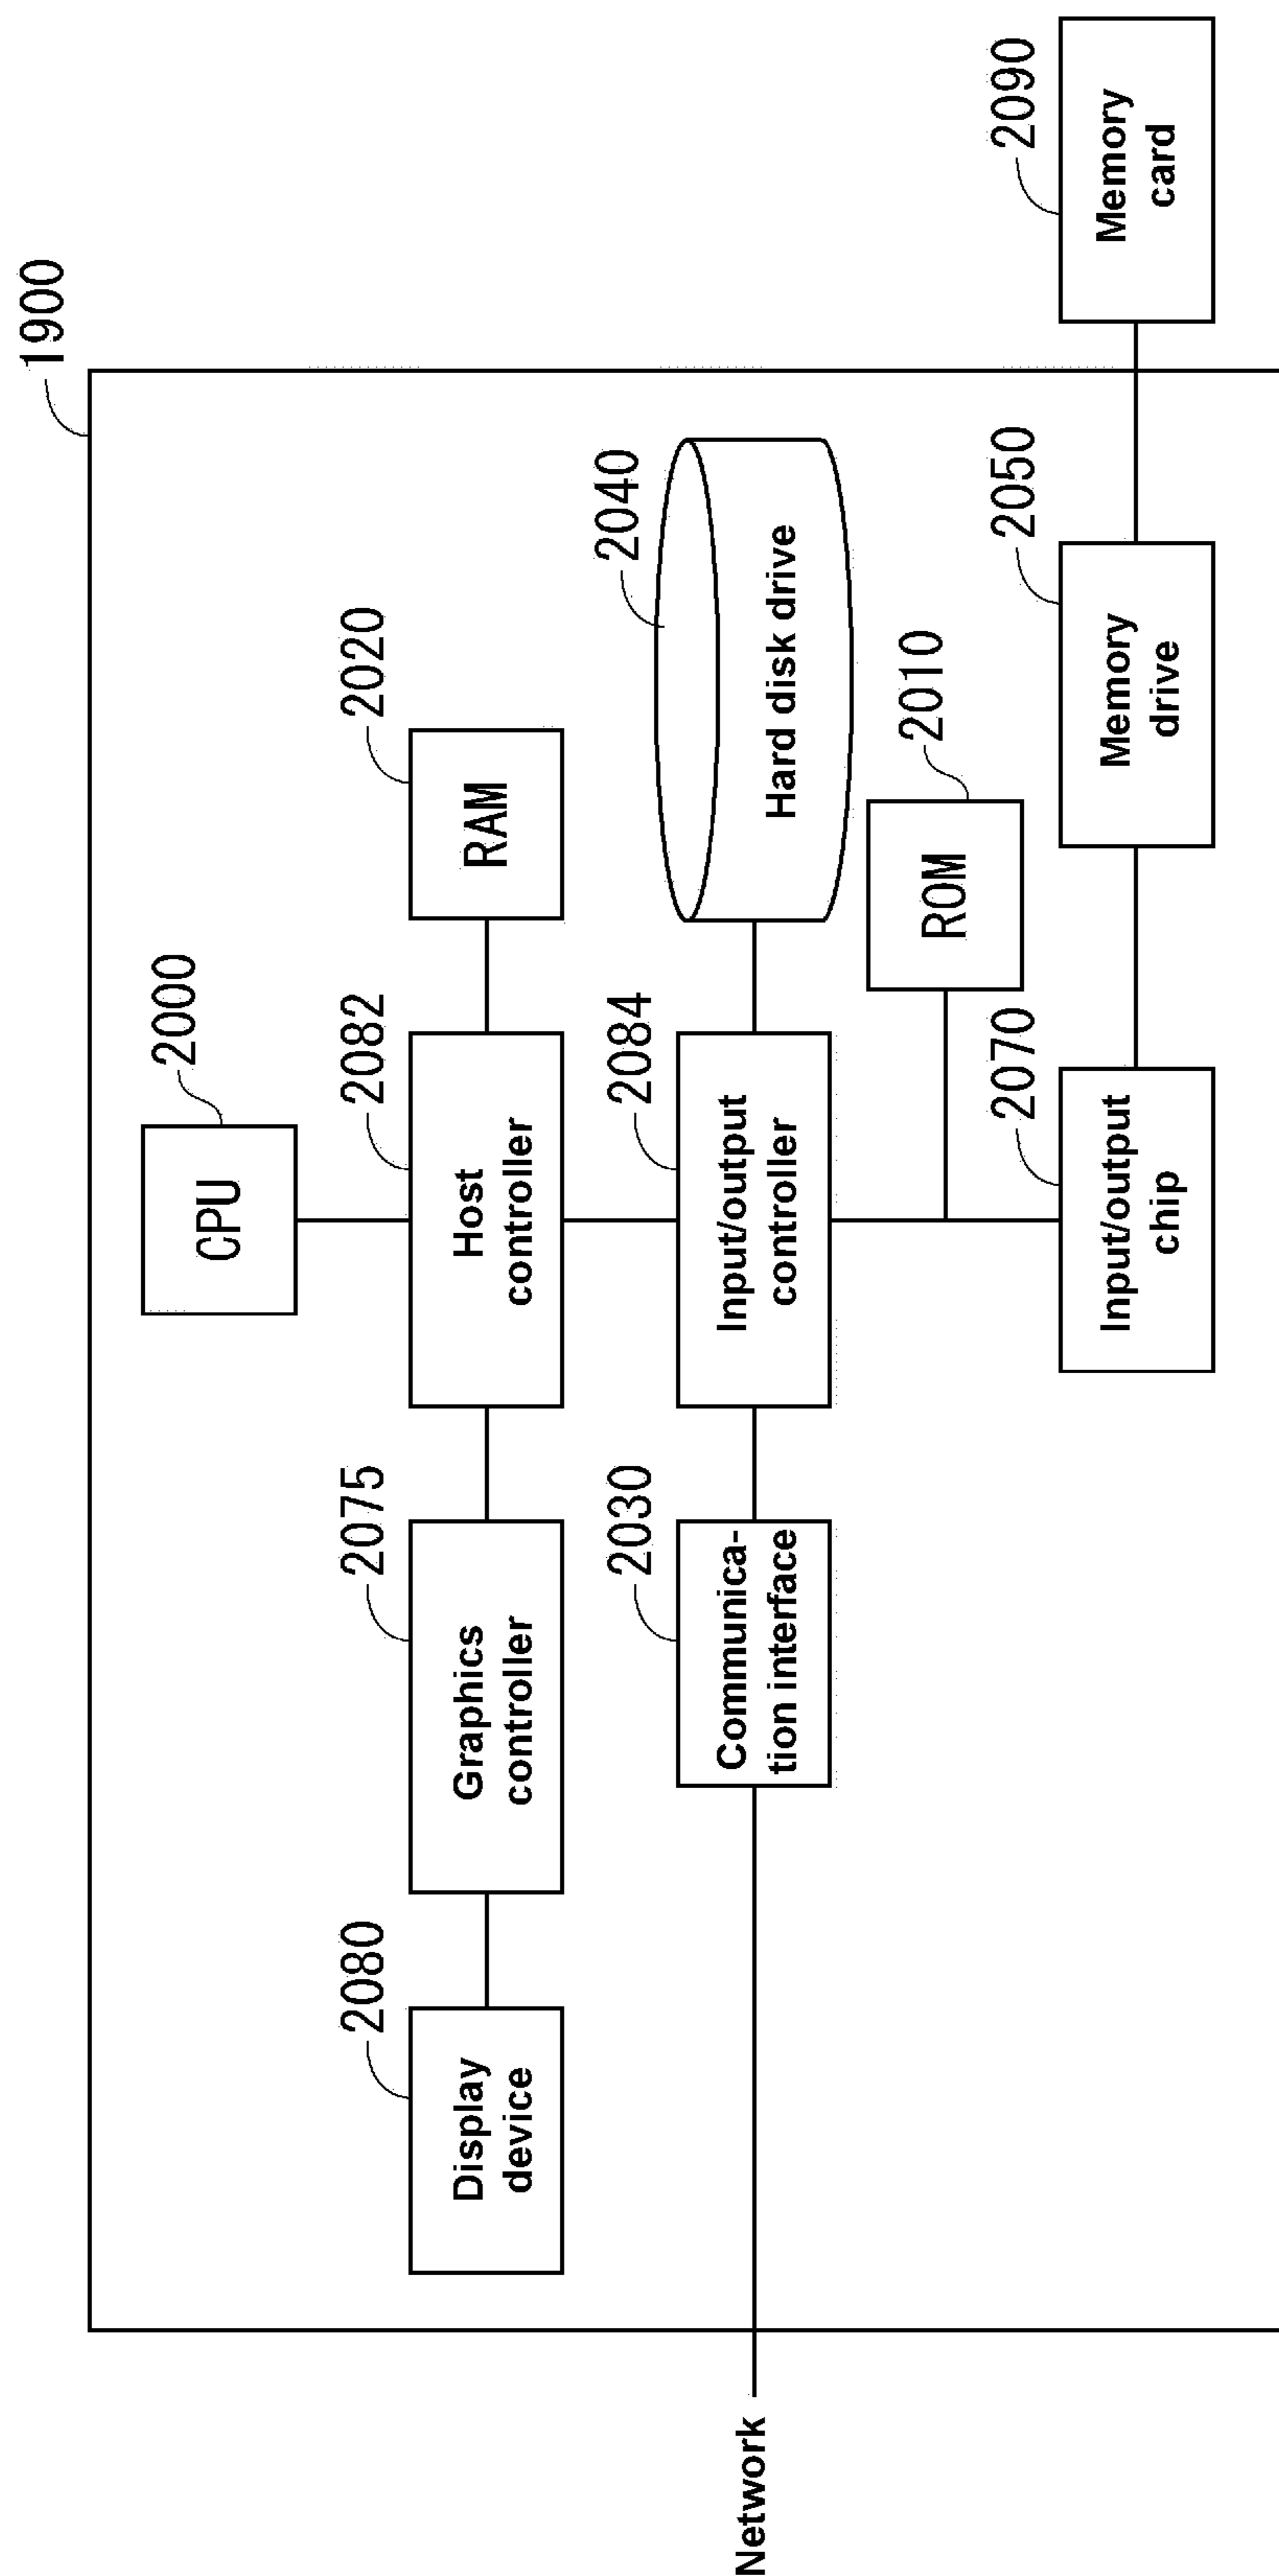 1900
2000
CPU
2080
Display
device
2075
Graphics
controller
2082
Host
controller
2020
RAM
2040
Hard disk drive
2030
Communica-
tion interface
2084
Input/output
controller
Network
2010
ROM
2070
Input/output
chip
2050
Memory
drive
2090
Memory
card